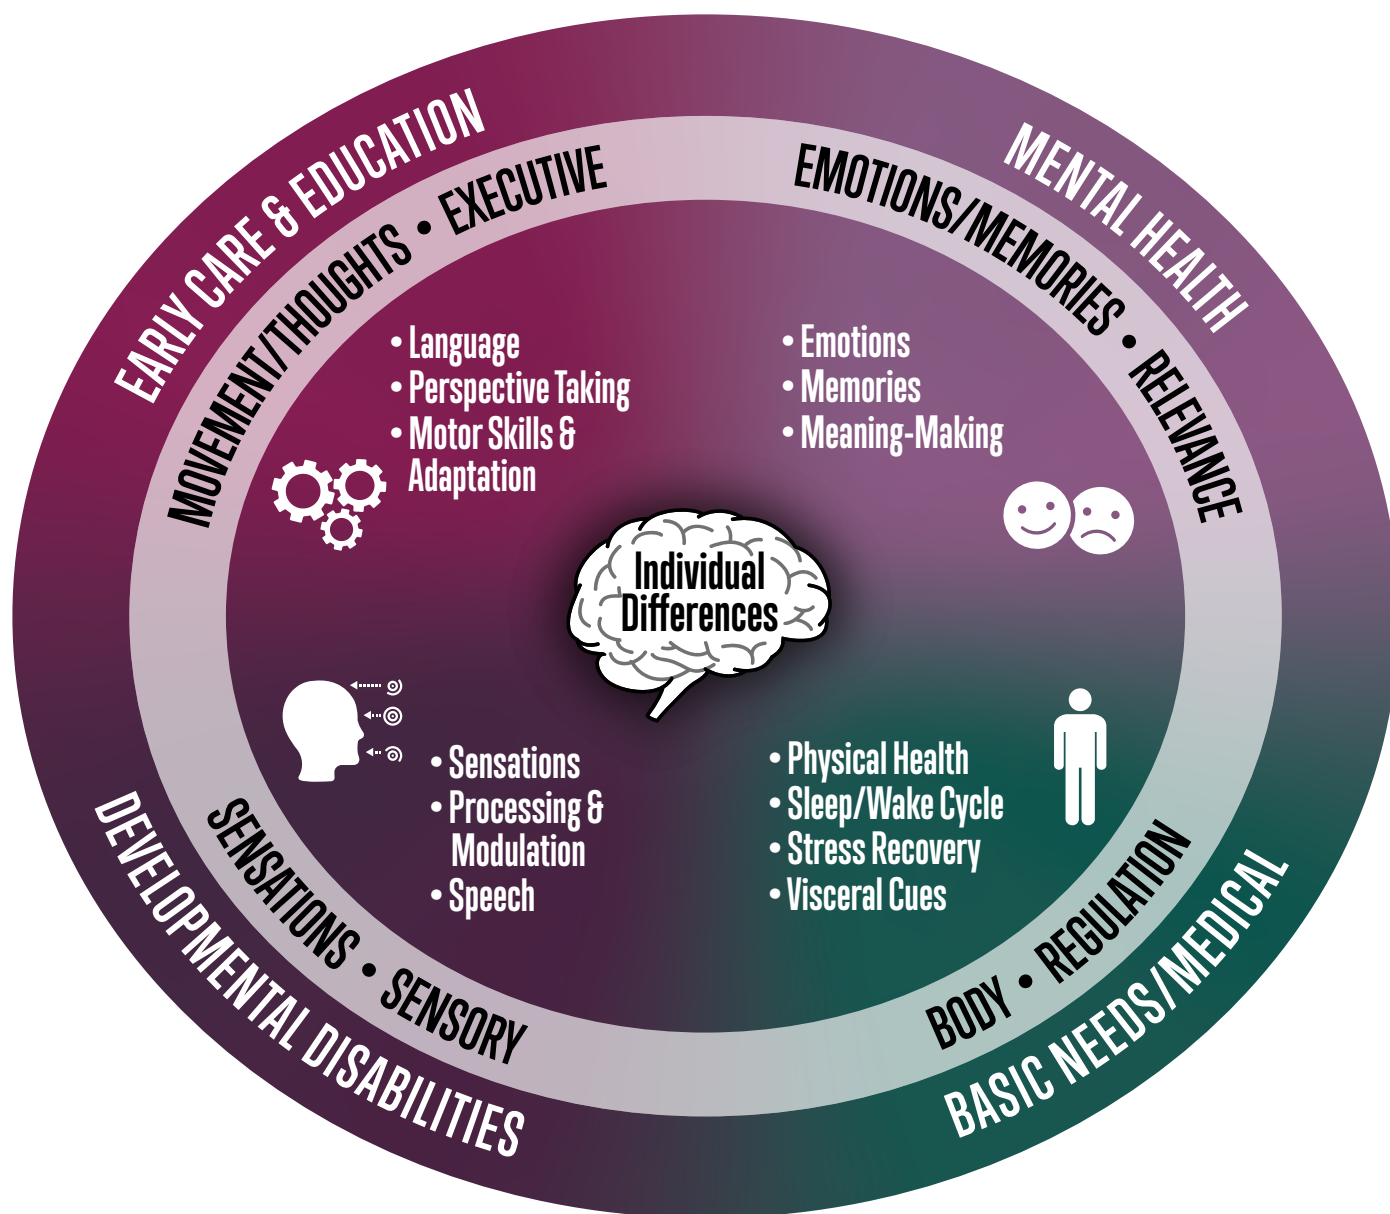 EARLY CARE & EDUCATION
MENTAL HEALTH
MOVEMENT/THOUGHTS • EXECUTIVE
EMOTIONS/MEMORIES • RELEVANCE
• Language
• Perspective Taking
• Motor Skills &
Adaptation
• Emotions
• Memories
• Meaning-Making
Individual
Differences
• Sensations
• Processing &
Modulation
• Speech
• Physical Health
• Sleep/Wake Cycle
• Stress Recovery
• Visceral Cues
SENSATIONS • SENSORY
BODY • REGULATION
DEVELOPMENTAL DISABILITIES
BASIC NEEDS/MEDICAL